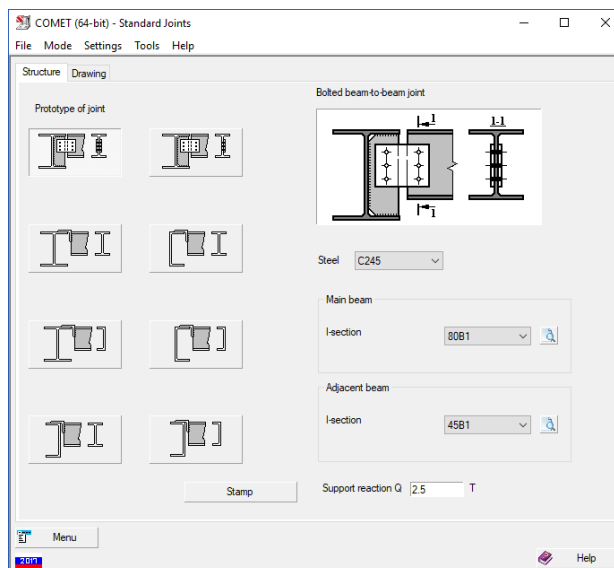 COMET (64-bit) - Standard Joints
File Mode Settings Tools Help
Structure Drawing
Prototype of joint
Bolted beam-to-beam joint
1
1-1
1
Steel C245
Main beam
I-section 80B1
Adjacent beam
I-section 45B1
Stamp
Support reaction Q 2.5 T
Menu
2017
Help